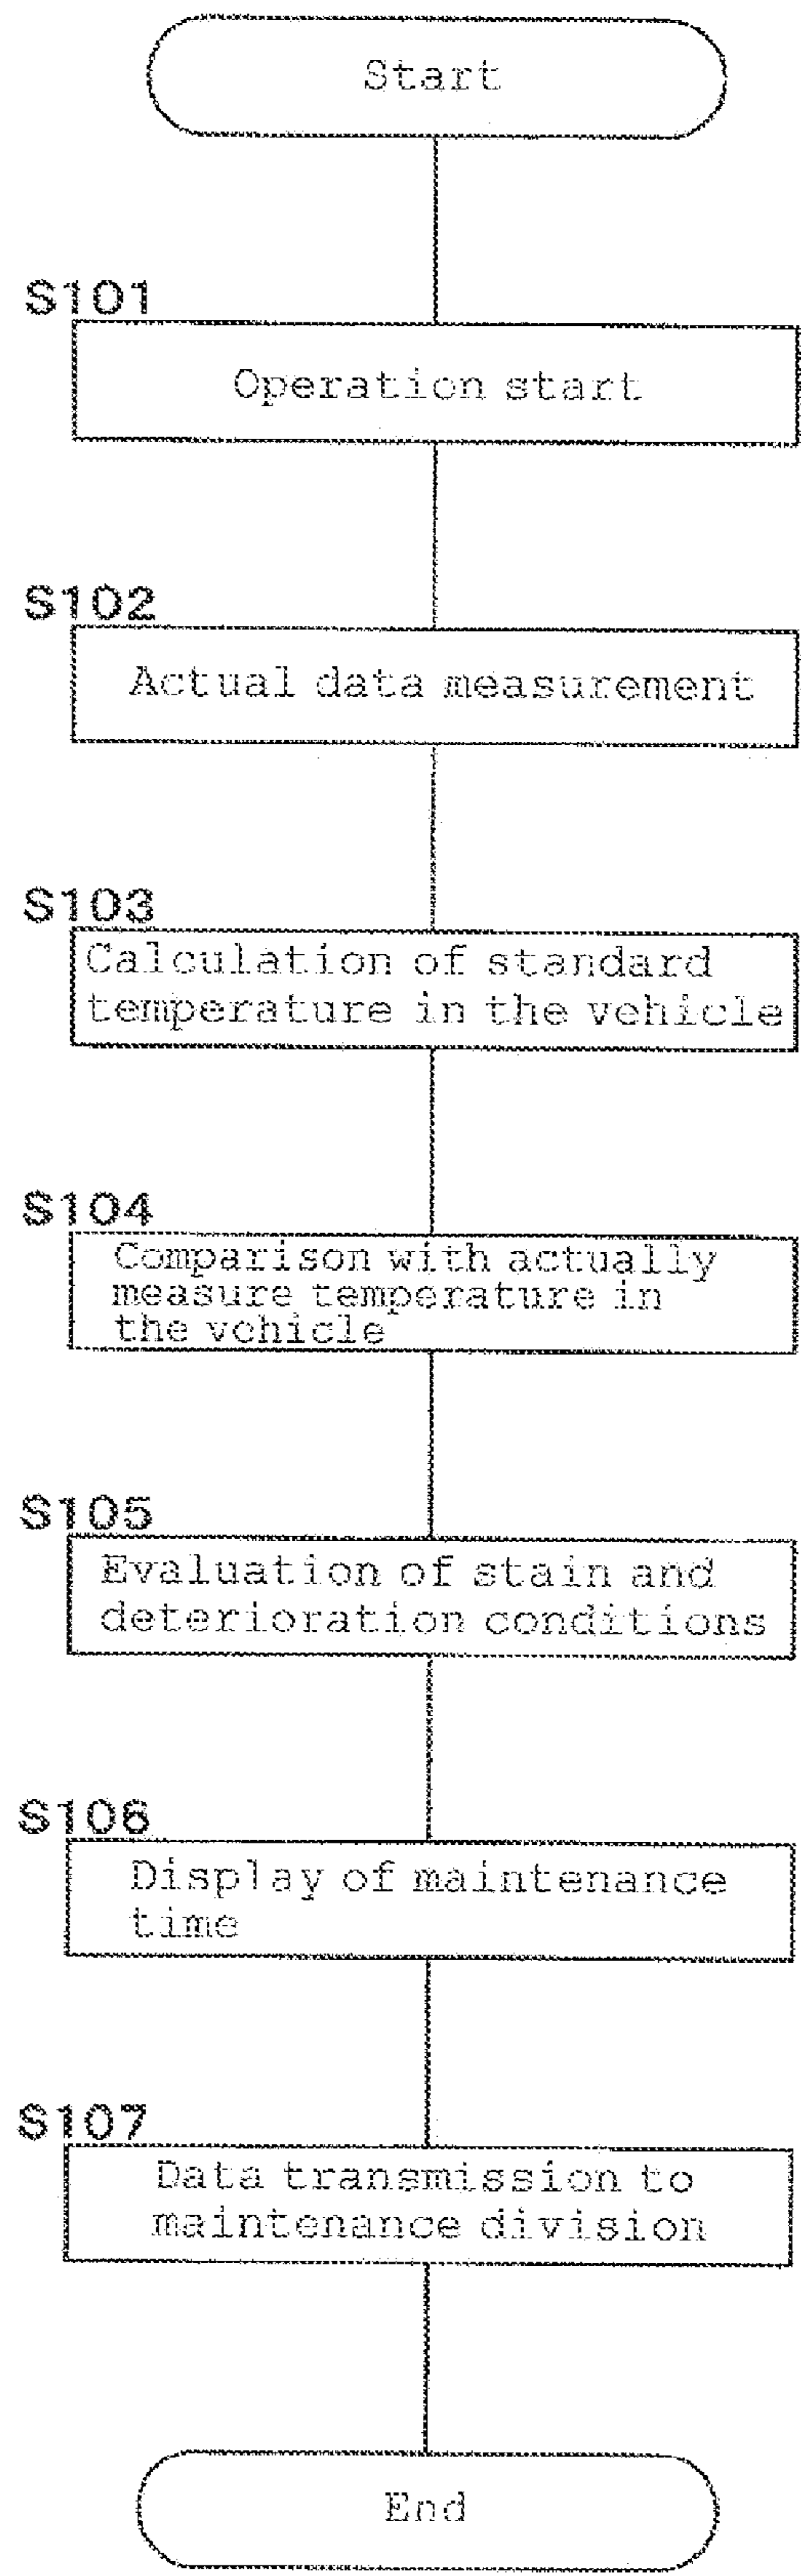 Start
S101
Operation start
S102
Actual data measurement
S103
Calculation of standard
temperature in the vehicle
S104
Comparison with actually
measure temperature in
the vehicle
S105
Evaluation of stain and
deterioration conditions
S106
Display of maintenance
time
S107
Data transmission to
maintenance division
End